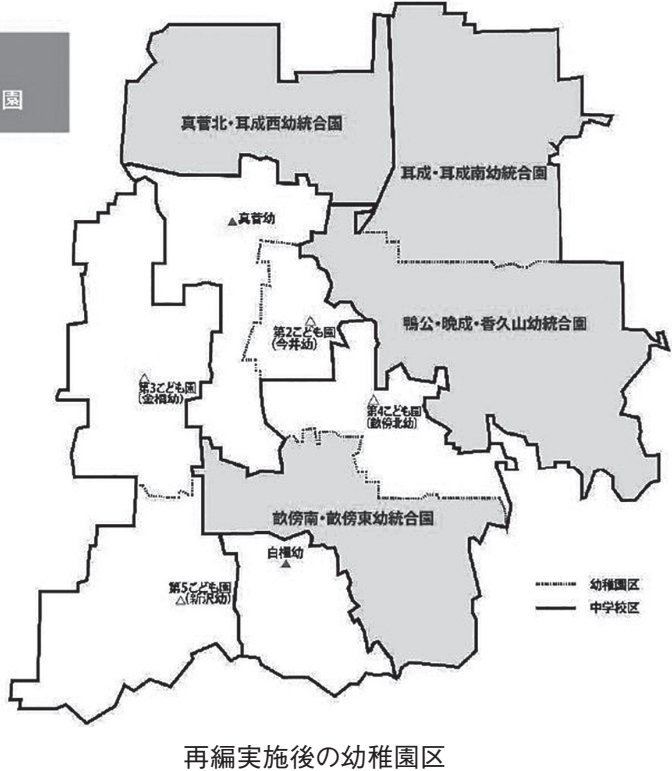 園
真菅北・耳成西幼統合園
耳成・耳成南幼統合園
▲真菅幼
鴨公・晩成・香久山幼統合園
第2こども園
(今井幼)
第3こども園
(金橋幼)
第4こども園
(畝傍北幼)
畝傍南・畝傍東幼統合園
白橿幼
第5こども園
△(新沢幼)
幼稚園区
中学校区
再編実施後の幼稚園区